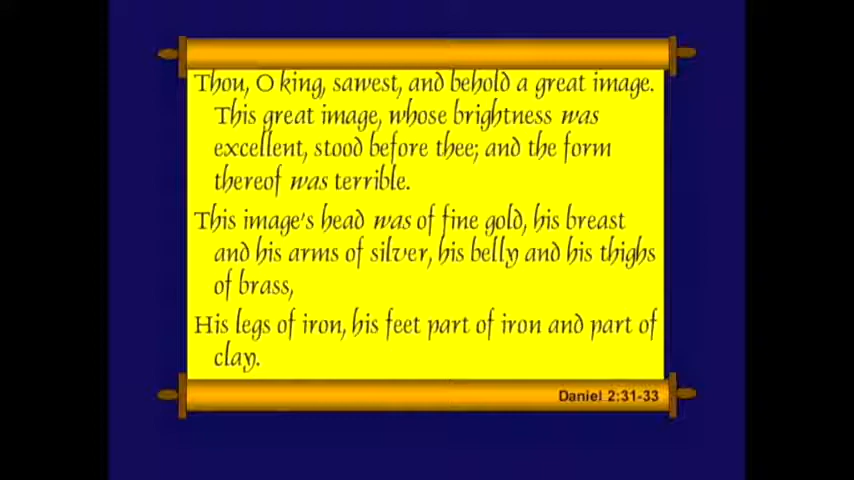 Thou, O king, sawest, and behold a great image.
This great image, whose brightness was
excellent, stood before thee; and the form
thereof was terrible.
This image's head was of fine gold, his breast
and his arms of silver, his belly and his thighs
of brass,
His legs of iron, his feet part of iron and part of
clay.
Daniel 2:31-33